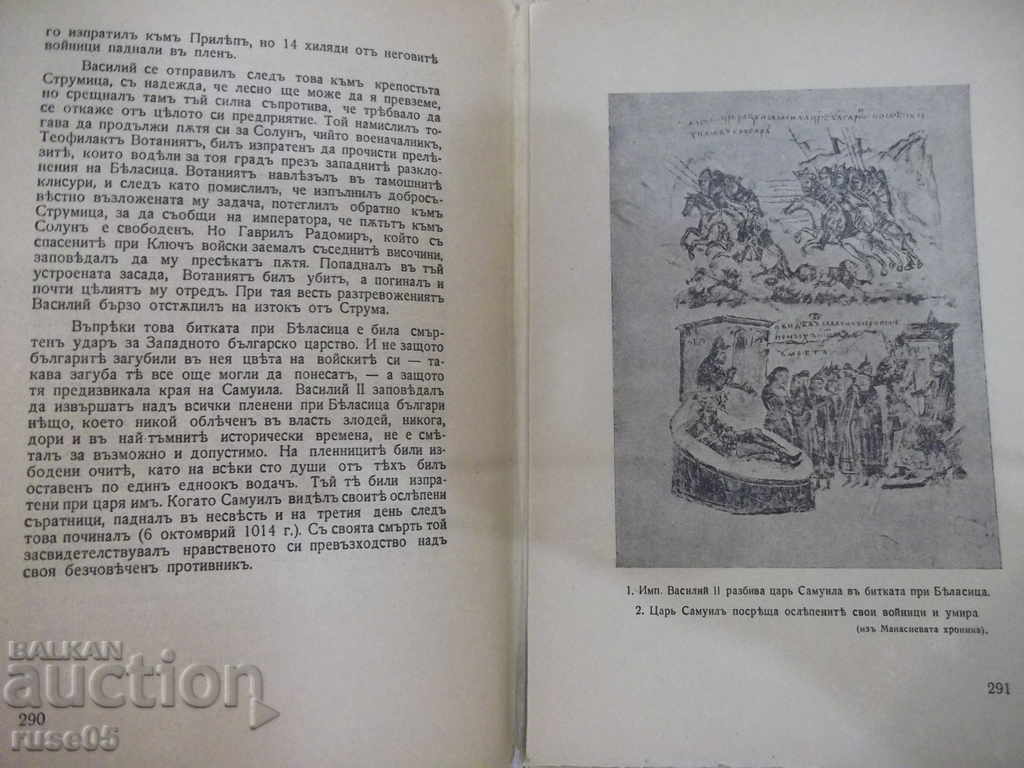 го изпратилъ къмъ Прилѣпъ, но 14 хиляди отъ неговитѣ
войници паднали въ пленъ.
Василий се отправилъ следъ това къмъ крепостьта
Струмица, съ надежда, че лесно ще може да я превземе,
но срещналъ тамъ тъй силна съпротива, че трѣбвало да
се откаже отъ цѣлото си предприятие. Той намислилъ то-
гава да продължи пѫтя си за Солунъ, чийто военачалникъ,
Теофилактъ Вотаниятъ, билъ изпратенъ да прочисти прелѣ-
зитѣ, които водѣли за тоя градъ презъ западнитѣ разкло-
нения на Бѣласица. Вотаниятъ навлѣзълъ въ тамошнитѣ
клисури, и следъ като помислилъ, че изпълнилъ добросъ-
вѣстно възложената му задача, потеглилъ обратно къмъ
Струмица, за да съобщи на императора, че пѫтьтъ къмъ
Солунъ е свободенъ. Но Гаврилъ Радомиръ, който съ
спасенитѣ при Ключъ войски заемалъ съседнитѣ височини,
заповѣдалъ да му пресѣкатъ пѫтя. Попадналъ въ тъй
устроената засада, Вотаниятъ билъ убитъ, а погиналъ и
почти цѣлиятъ му отредъ. При тая весть разтревожениятъ
Василий бързо отстѫпилъ на изтокъ отъ Струма.
Въпрѣки това битката при Бѣласица е била смър-
тенъ ударъ за Западното българско царство. И не защото
българитѣ загубили въ нея цвѣта на войскитѣ си — та-
кава загуба тѣ все още могли да понесатъ, — а защото
тя предизвикала края на Самуила. Василий II заповѣдалъ
да извършатъ надъ всички пленени при Бѣласица българи
нѣщо, което никой облѣченъ въ власть злодей, никога,
дори и въ най-тъмнитѣ исторически времена, не е смѣ-
талъ за възможно и допустимо. На пленницитѣ били из-
бодени очитѣ, като на всѣки сто души отъ тѣхъ билъ
оставенъ по единъ едноокъ водачъ. Тъй тѣ били изпра-
тени при царя имъ. Когато Самуилъ видѣлъ своитѣ ослѣпени
съратници, падналъ въ несвѣсть и на третия день следъ
това починалъ (6 октомврий 1014 г.). Съ своята смърть той
засвидетелствувалъ нравственото си превъзходство надъ
своя безчовѣченъ противникъ.
290
1. Имп. Василий II разбива царь Самуила въ битката при Бѣласица.
2. Царь Самуилъ посрѣща ослѣпенитѣ свои войници и умира
(изъ Манасиевата хроника).
291
BALKAN
auction
ruse05